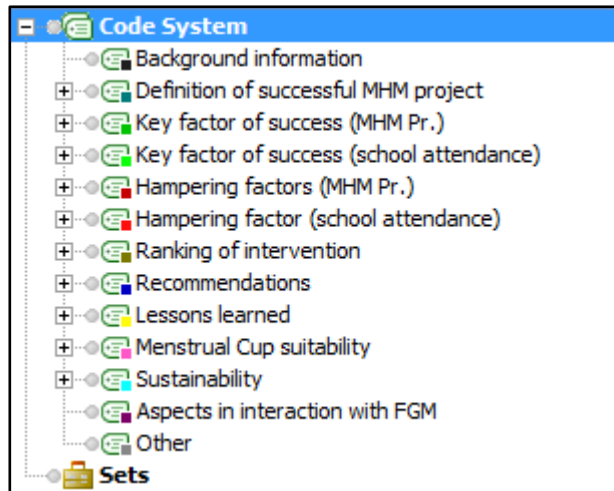 Code System
Background information
Definition of successful MHM project
Key factor of success (MHM Pr.)
Key factor of success (school attendance)
Hampering factors (MHM Pr.)
Hampering factor (school attendance)
Ranking of intervention
Recommendations
Lessons learned
Menstrual Cup suitability
Sustainability
Aspects in interaction with FGM
Other
Sets